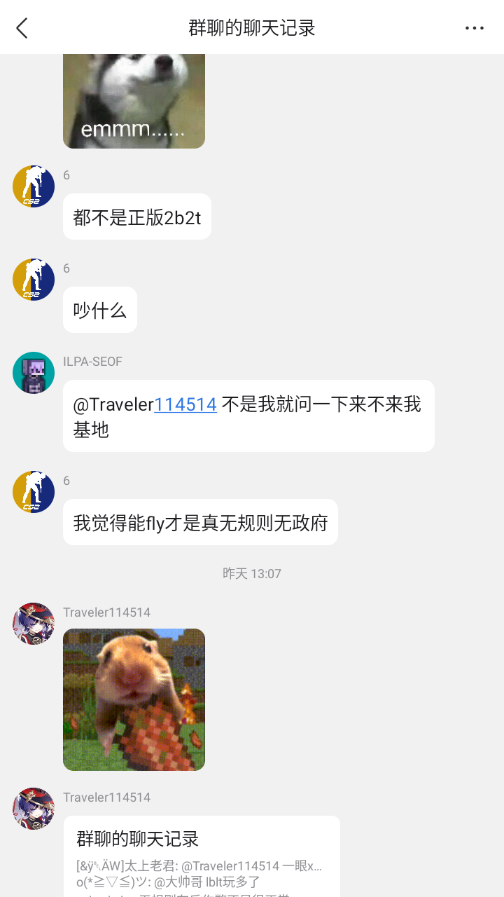 群聊的聊天记录
emmm......
6
CS2
都不是正版2b2t
6
CS2
吵什么
ILPA-SEOF
@Traveler114514 不是我就问一下来不来我
基地
6
CS2
我觉得能fly才是真无规则无政府
昨天 13:07
Traveler114514
Traveler114514
群聊的聊天记录
太上老君: @Traveler114514 一眼x...
o(*≧▽≦)ツ: @大帅哥 lblt玩多了